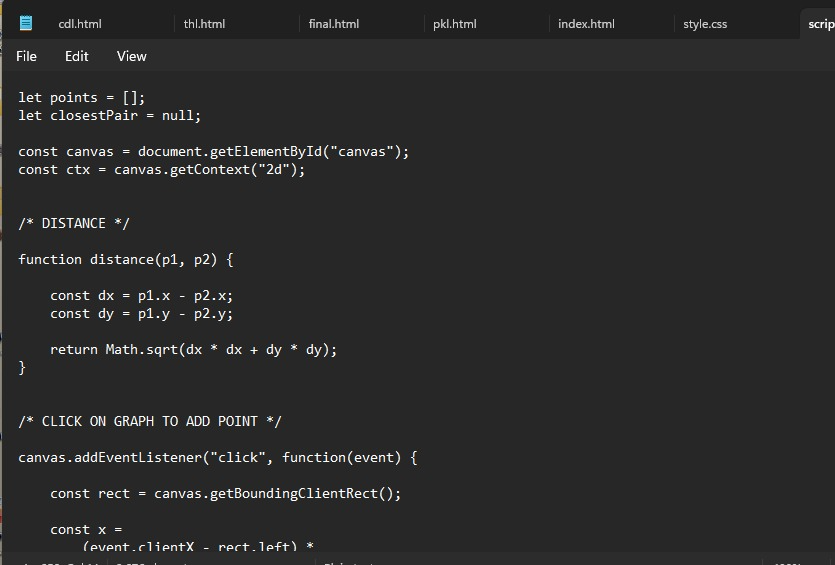 cdl.html thl.html final.html pkl.html index.html style.css scrip
File Edit View
let points = [];
let closestPair = null;
const canvas = document.getElementById("canvas");
const ctx = canvas.getContext("2d");
/* DISTANCE */
function distance(p1, p2) {
const dx = p1.x - p2.x;
const dy = p1.y - p2.y;
return Math.sqrt(dx * dx + dy * dy);
}
/* CLICK ON GRAPH TO ADD POINT */
canvas.addEventListener("click", function(event) {
const rect = canvas.getBoundingClientRect();
const x =
(event.clientX - rect.left) *